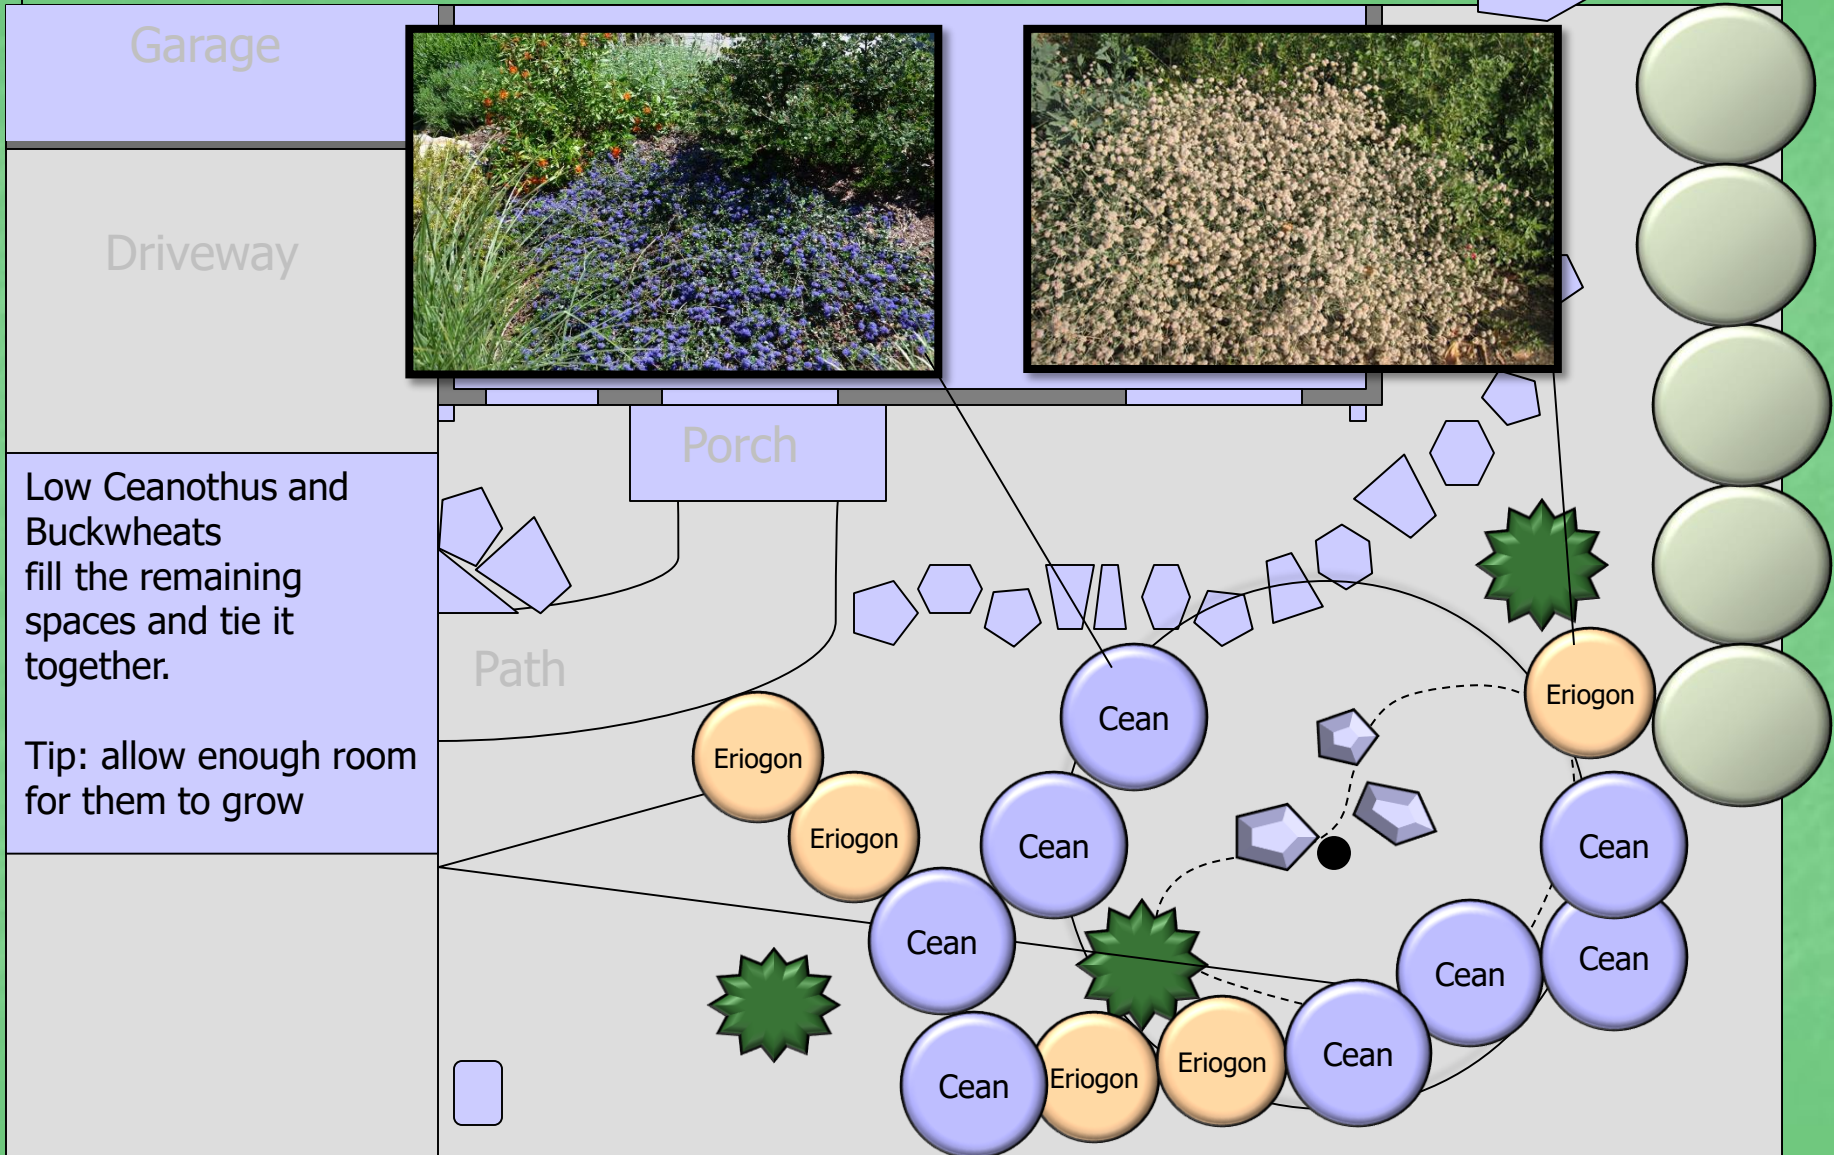 Garage
Driveway
Porch
Low Ceanothus and
Buckwheats
fill the remaining
spaces and tie it
together.
Tip: allow enough room
for them to grow
Path
Eriogon
Cean
Eriogon
Eriogon
Cean
Cean
Cean
Cean
Cean
Cean
Eriogon
Eriogon
Cean
Cean